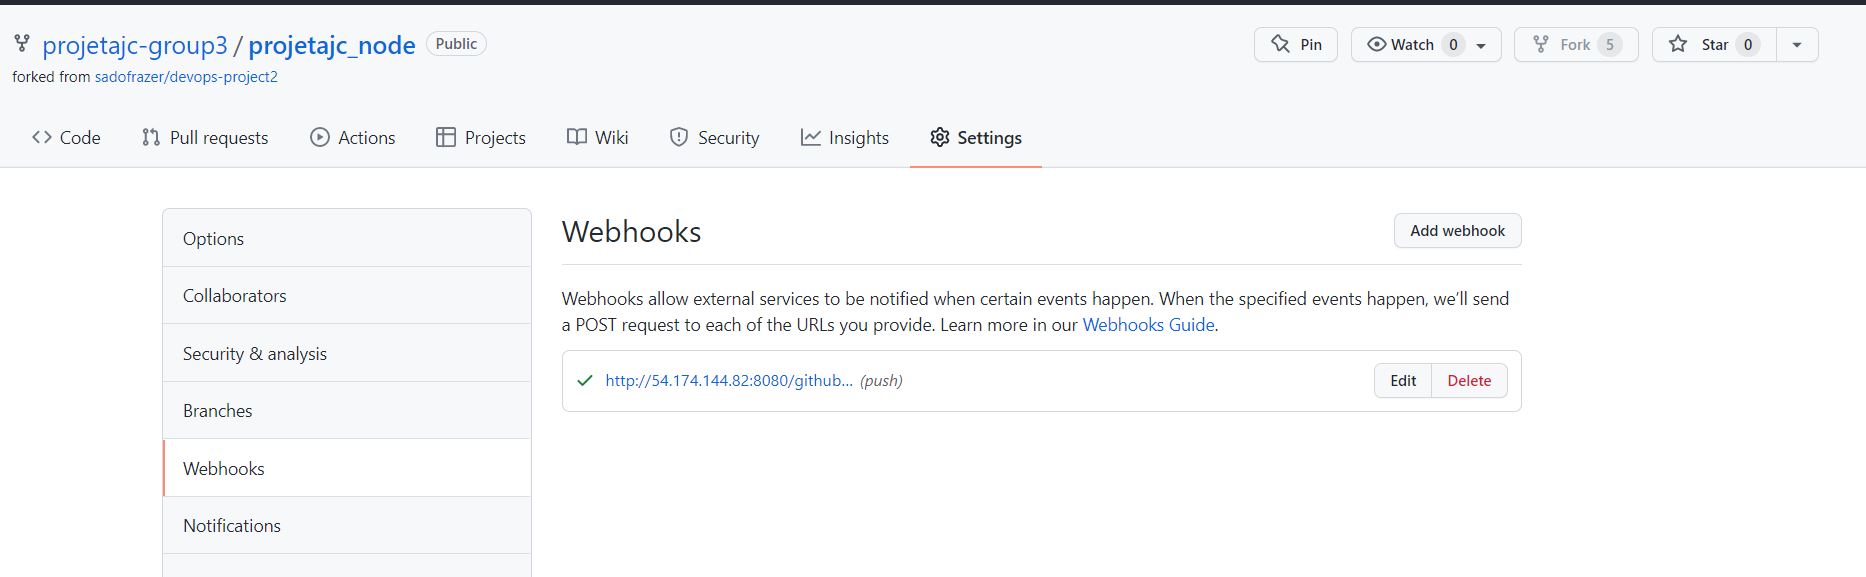 projetajc-group3 / projetajc_node Public Pin Watch 0 Fork 5 Star 0
forked from sadofrazer/devops-project2
Code Pull requests Actions Projects Wiki Security Insights Settings
Options
Collaborators
Security & analysis
Branches
Webhooks
Notifications
Webhooks Add webhook
Webhooks allow external services to be notified when certain events happen. When the specified events happen, we'll send
a POST request to each of the URLs you provide. Learn more in our Webhooks Guide.
http://54.174.144.82:8080/github... (push) Edit Delete